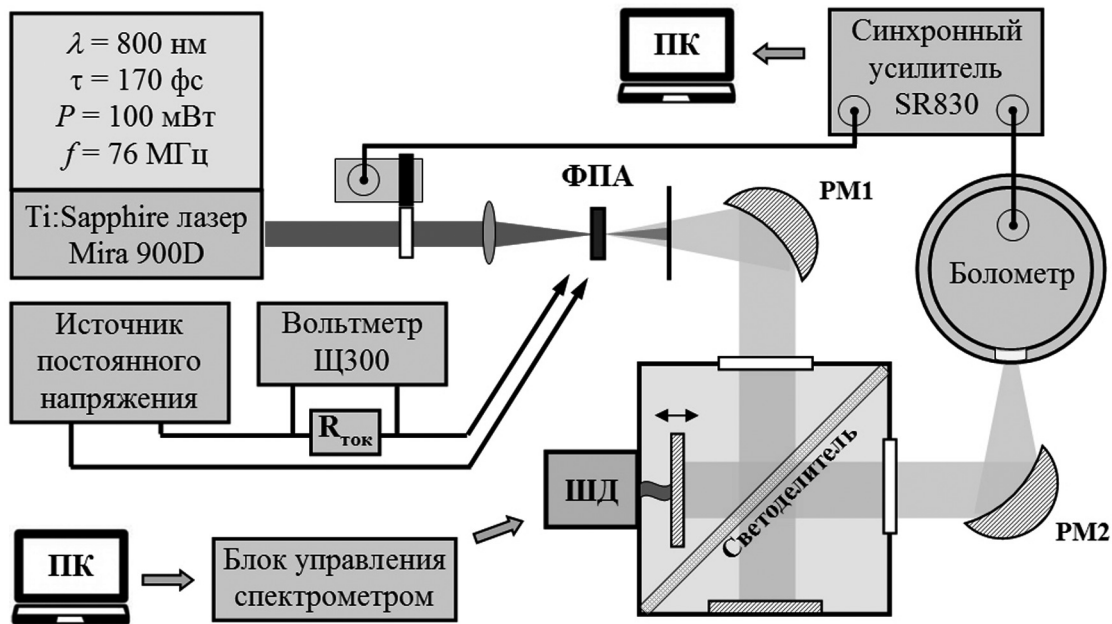 λ = 800 нм
τ = 170 фс
P = 100 мВт
f = 76 МГц
Ti:Sapphire лазер
Mira 900D
ПК
Синхронный
усилитель
SR830
ФПА
PM1
Болометр
Источник
постоянного
напряжения
Вольтметр
Щ300
Rток
ШД
Светоделитель
PM2
ПК
Блок управления
спектрометром